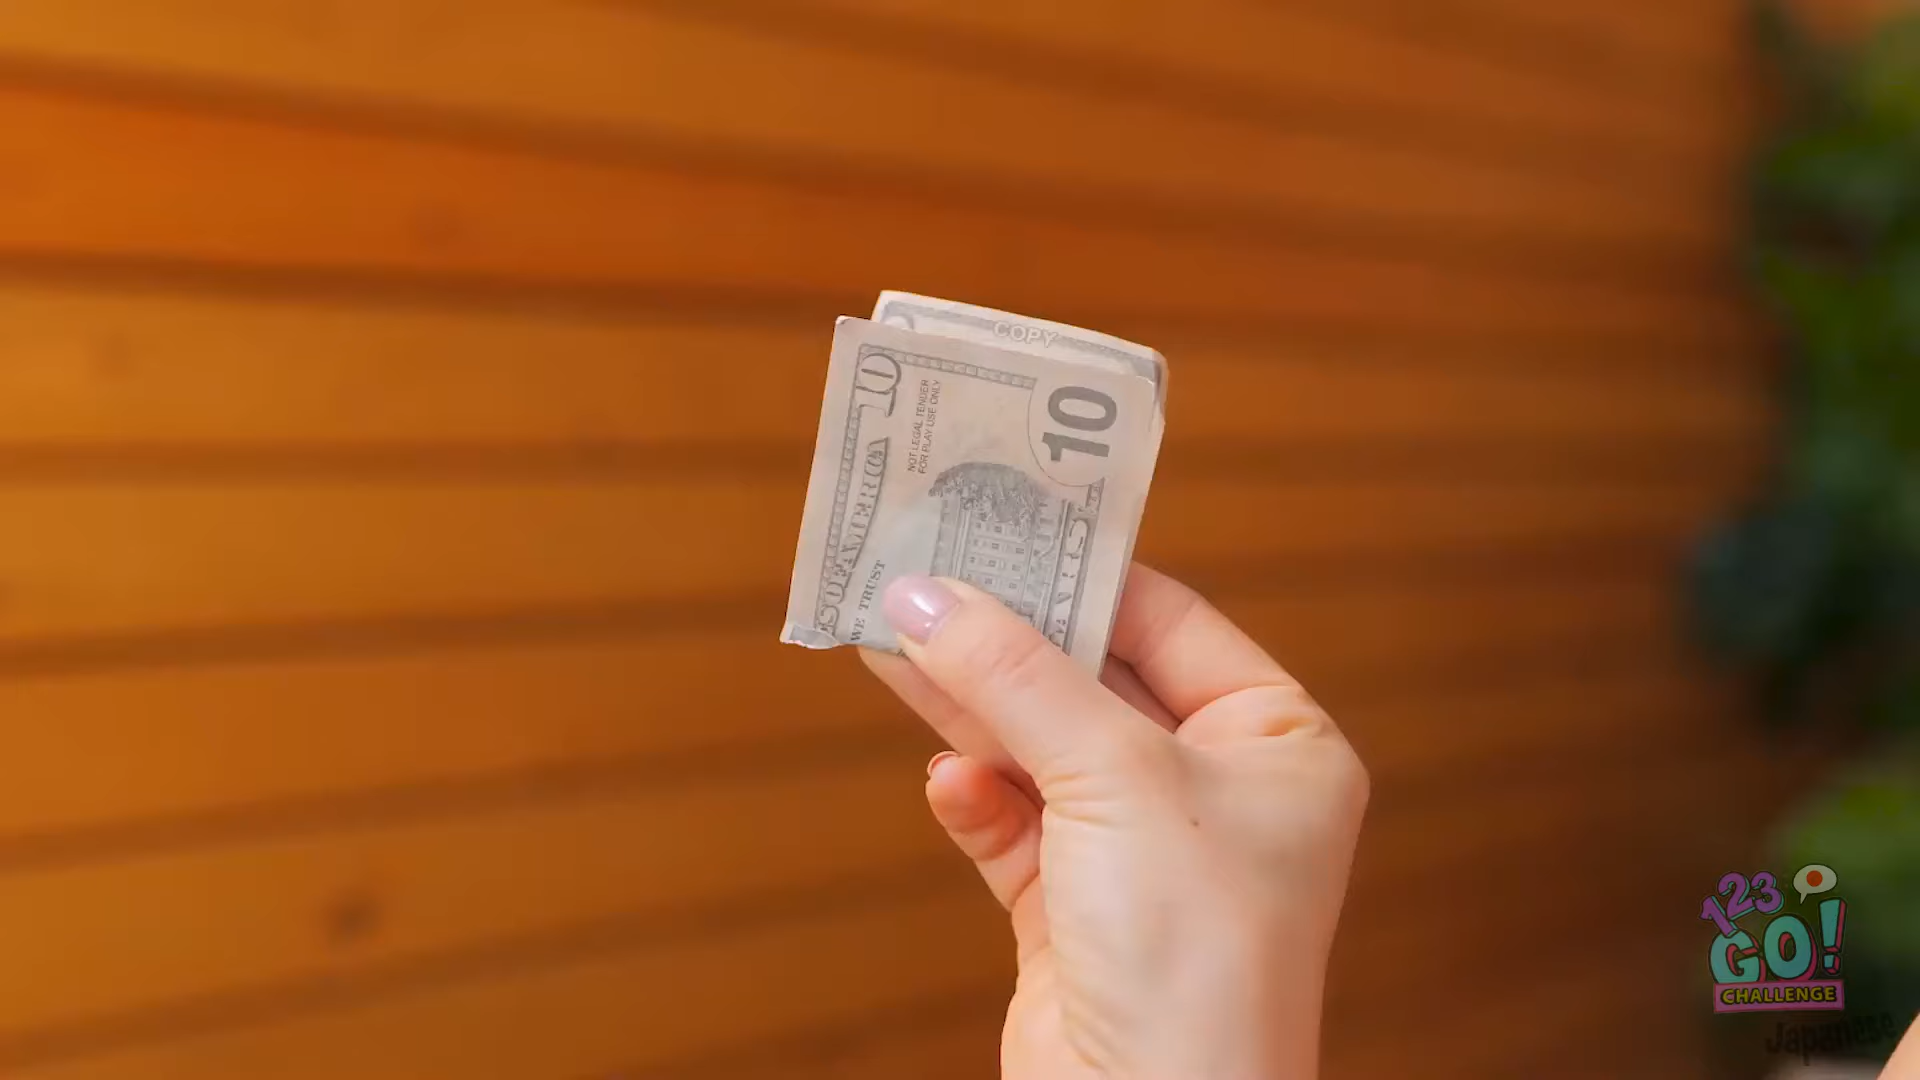 COPY
10
10
NOT LEGAL TENDER
FOR PLAY USE ONLY
S OF AMERICA
WE TRUST
123
GO!
CHALLENGE
Japanese